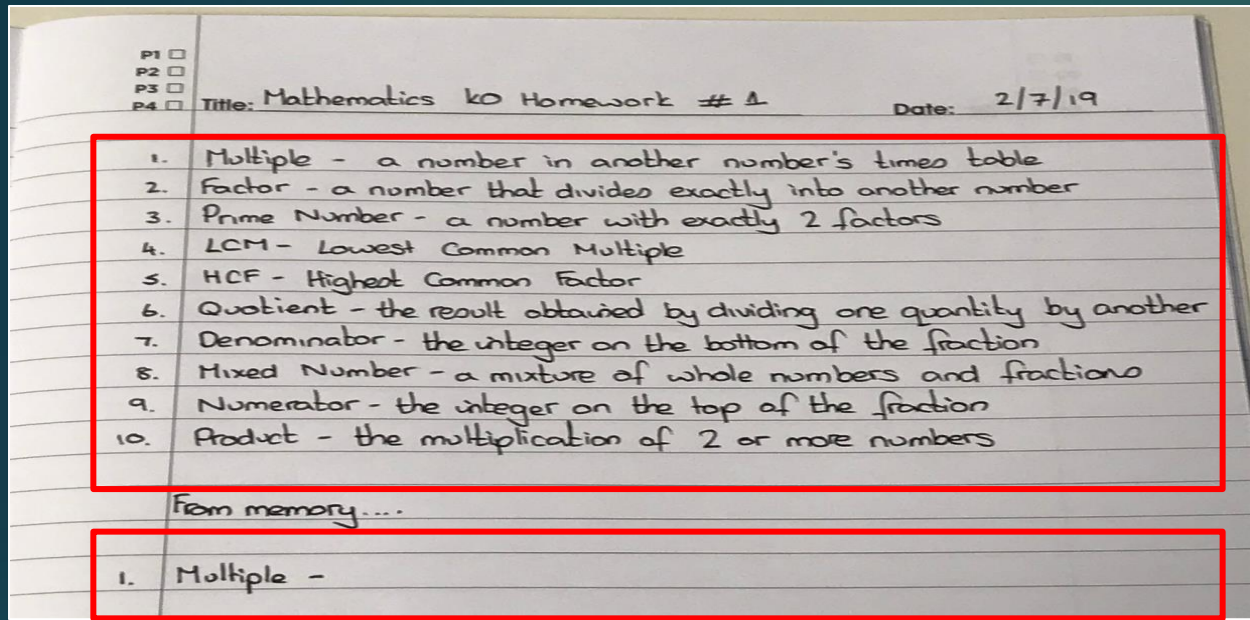 P1 □
P2 □
P3 □
P4 □ Title: Mathematics KO Homework # 1 Date: 2/7/19
1. Multiple - a number in another number's times table
2. Factor - a number that divides exactly into another number
3. Prime Number - a number with exactly 2 factors
4. LCM - Lowest Common Multiple
5. HCF - Highest Common Factor
6. Quotient - the result obtained by dividing one quantity by another
7. Denominator - the integer on the bottom of the fraction
8. Mixed Number - a mixture of whole numbers and fractions
9. Numerator - the integer on the top of the fraction
10. Product - the multiplication of 2 or more numbers
From memory....
1. Multiple -